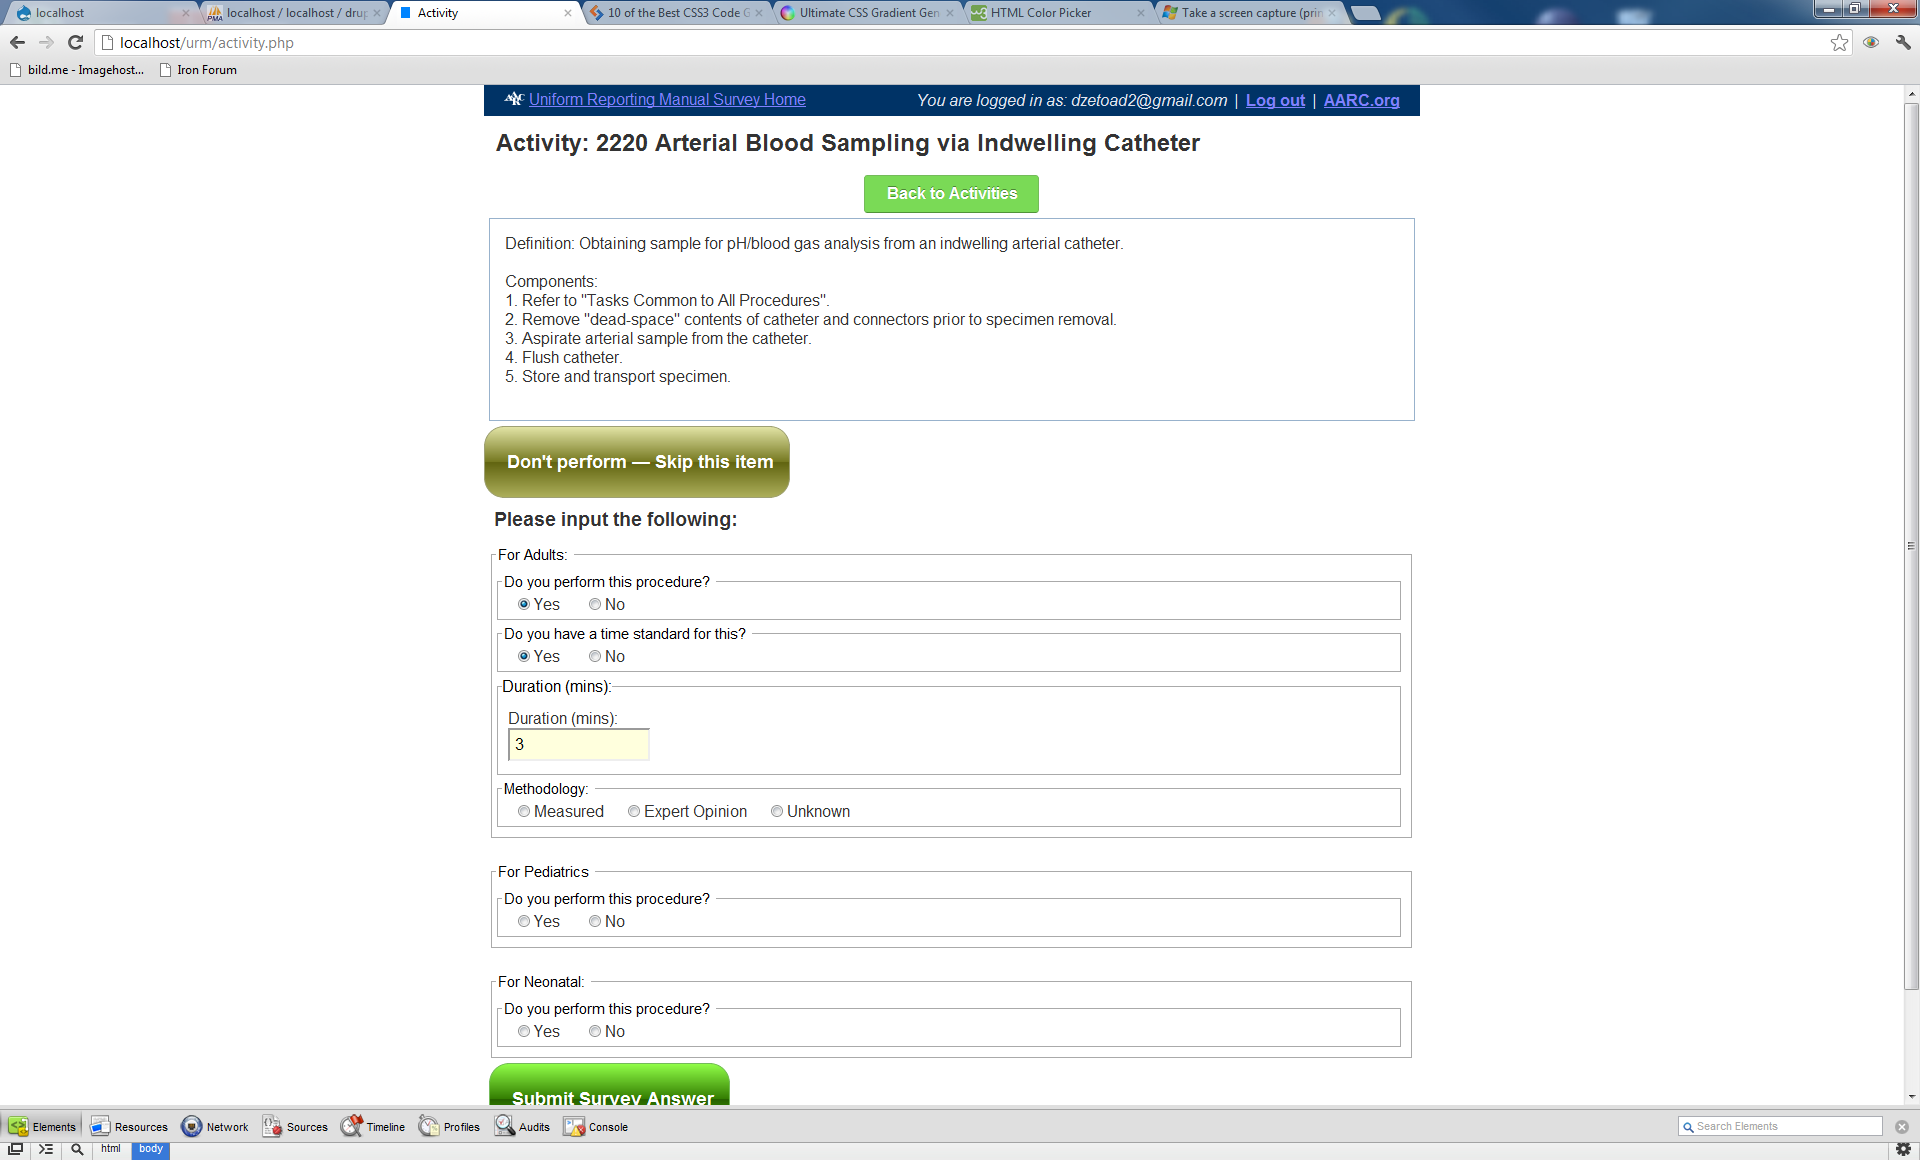 localhost
localhost / localhost / drup
Activity
10 of the Best CSS3 Code G
Ultimate CSS Gradient Gen
HTML Color Picker
Take a screen capture (prin
localhost/urm/activity.php
bild.me - Imagehost...
Iron Forum
Uniform Reporting Manual Survey Home
You are logged in as: dzetoad2@gmail.com | Log out | AARC.org
Activity: 2220 Arterial Blood Sampling via Indwelling Catheter
Back to Activities
Definition: Obtaining sample for pH/blood gas analysis from an indwelling arterial catheter.
Components:
1. Refer to "Tasks Common to All Procedures".
2. Remove "dead-space" contents of catheter and connectors prior to specimen removal.
3. Aspirate arterial sample from the catheter.
4. Flush catheter.
5. Store and transport specimen.
Don't perform — Skip this item
Please input the following:
For Adults:
Do you perform this procedure?
Yes No
Do you have a time standard for this?
Yes No
Duration (mins):
Duration (mins):
3
Methodology:
Measured Expert Opinion Unknown
For Pediatrics
Do you perform this procedure?
Yes No
For Neonatal:
Do you perform this procedure?
Yes No
Submit Survey Answer
Elements Resources Network Sources Timeline Profiles Audits Console
Search Elements
html body